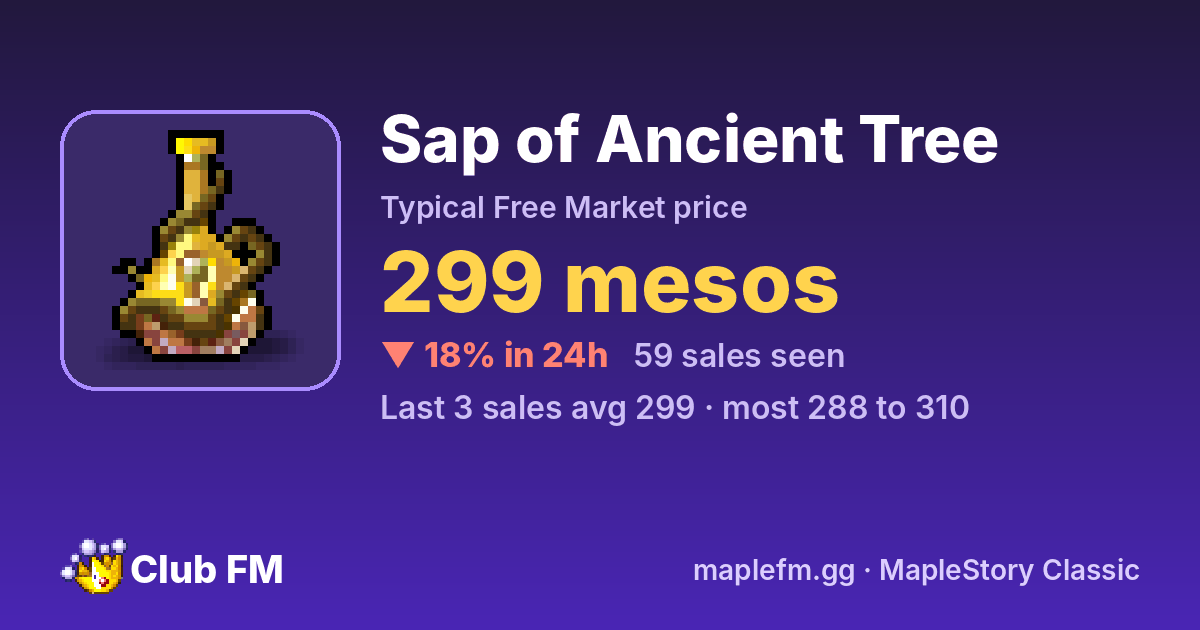 Sap of Ancient Tree
Typical Free Market price
299 mesos
▼ 18% in 24h 59 sales seen
Last 3 sales avg 299 · most 288 to 310
Club FM
maplefm.gg · MapleStory Classic